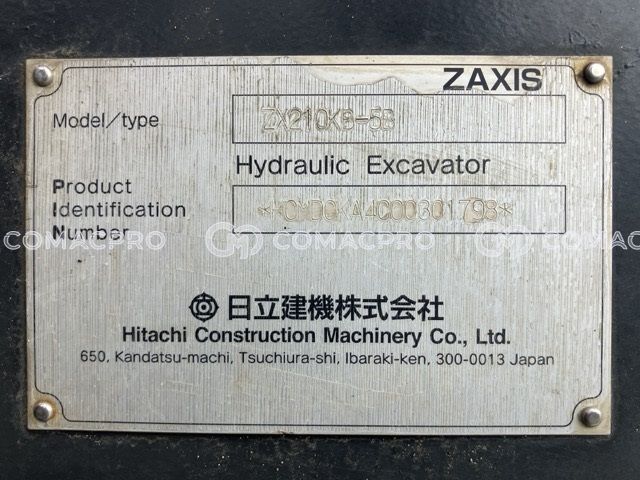 ZAXIS
Model/type ZX210KB-5B
Hydraulic Excavator
Product
Identification
Number
日立建機株式会社
Hitachi Construction Machinery Co., Ltd.
650, Kandatsu-machi, Tsuchiura-shi, Ibaraki-ken, 300-0013 Japan
COMACPRO COMACPRO COMACPRO